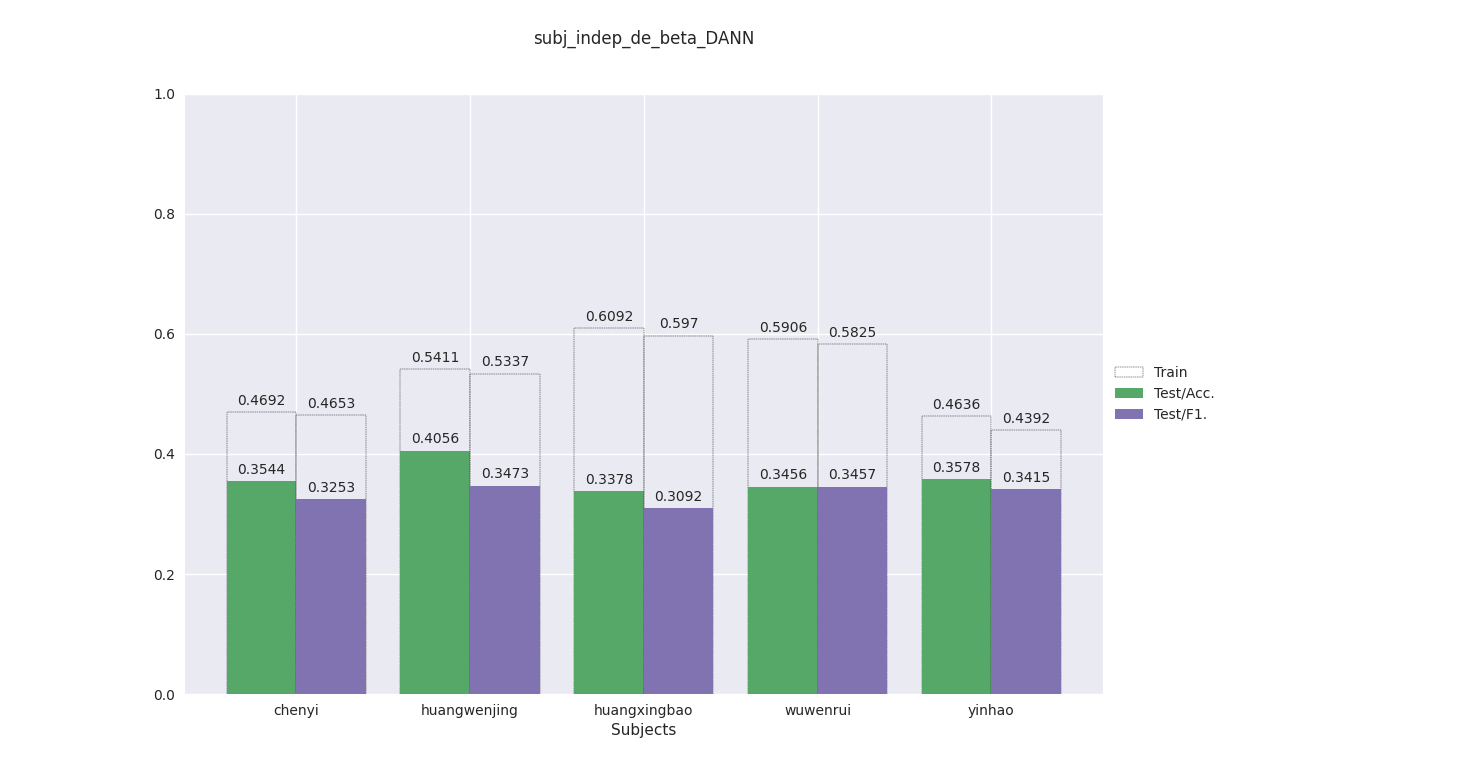 subj_indep_de_beta_DANN
1.0
0.8
0.6
0.4
0.2
0.0
0.4692
0.4653
0.3544
0.3253
0.5411
0.5337
0.4056
0.3473
0.6092
0.597
0.3378
0.3092
0.5906
0.5825
0.3456
0.3457
0.4636
0.4392
0.3578
0.3415
chenyi
huangwenjing
huangxingbao
wuwenrui
yinhao
Subjects
Train
Test/Acc.
Test/F1.